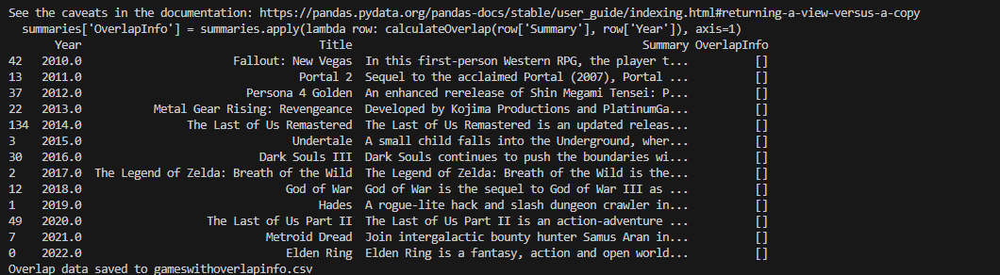 See the caveats in the documentation: https://pandas.pydata.org/pandas-docs/stable/user_guide/indexing.html#returning-a-view-versus-a-copy
  summaries['OverlapInfo'] = summaries.apply(lambda row: calculateOverlap(row['Summary'], row['Year']), axis=1)
       Year                                    Title                                            Summary OverlapInfo
42   2010.0                       Fallout: New Vegas  In this first-person Western RPG, the player t...          []
13   2011.0                                 Portal 2  Sequel to the acclaimed Portal (2007), Portal ...          []
37   2012.0                         Persona 4 Golden  An enhanced rerelease of Shin Megami Tensei: P...          []
22   2013.0           Metal Gear Rising: Revengeance  Developed by Kojima Productions and PlatinumGa...          []
134  2014.0               The Last of Us Remastered  The Last of Us Remastered is an updated releas...          []
3    2015.0                                Undertale  A small child falls into the Underground, wher...          []
30   2016.0                           Dark Souls III  Dark Souls continues to push the boundaries wi...          []
2    2017.0  The Legend of Zelda: Breath of the Wild  The Legend of Zelda: Breath of the Wild is the...          []
12   2018.0                               God of War  God of War is the sequel to God of War III as ...          []
1    2019.0                                    Hades  A rogue-lite hack and slash dungeon crawler in...          []
49   2020.0                  The Last of Us Part II  The Last of Us Part II is an action-adventure ...          []
7    2021.0                            Metroid Dread  Join intergalactic bounty hunter Samus Aran in...          []
0    2022.0                               Elden Ring  Elden Ring is a fantasy, action and open world...          []
Overlap data saved to gameswithoverlapinfo.csv